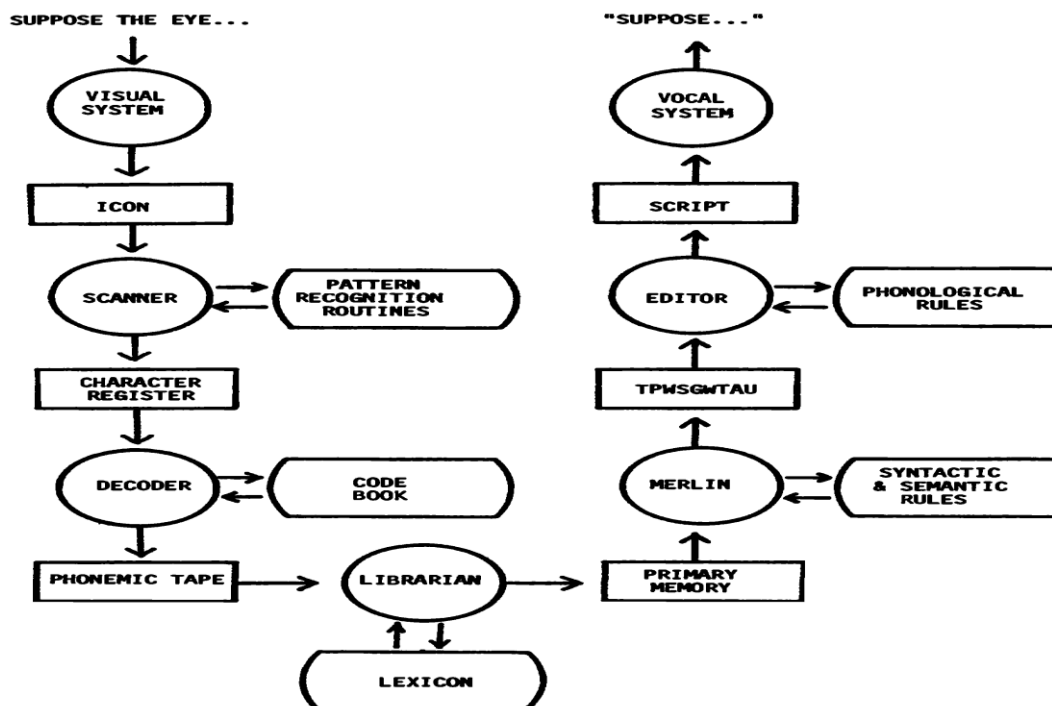 SUPPOSE THE EYE...
VISUAL
SYSTEM
ICON
SCANNER
PATTERN
RECOGNITION
ROUTINES
CHARACTER
REGISTER
DECODER
CODE
BOOK
PHONEMIC TAPE
LIBRARIAN
LEXICON
PRIMARY
MEMORY
MERLIN
SYNTACTIC
& SEMANTIC
RULES
TPWSGWTAU
EDITOR
PHONOLOGICAL
RULES
SCRIPT
VOCAL
SYSTEM
"SUPPOSE..."